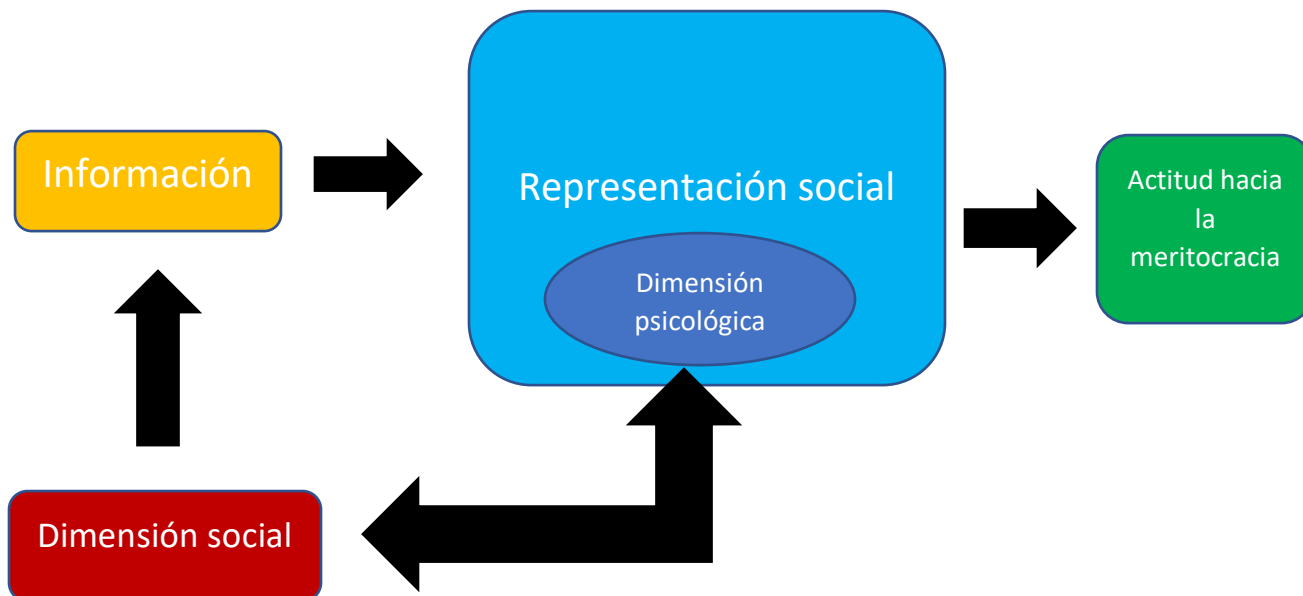 Información
Representación social
Dimensión
psicológica
Actitud hacia
la
meritocracia
Dimensión social